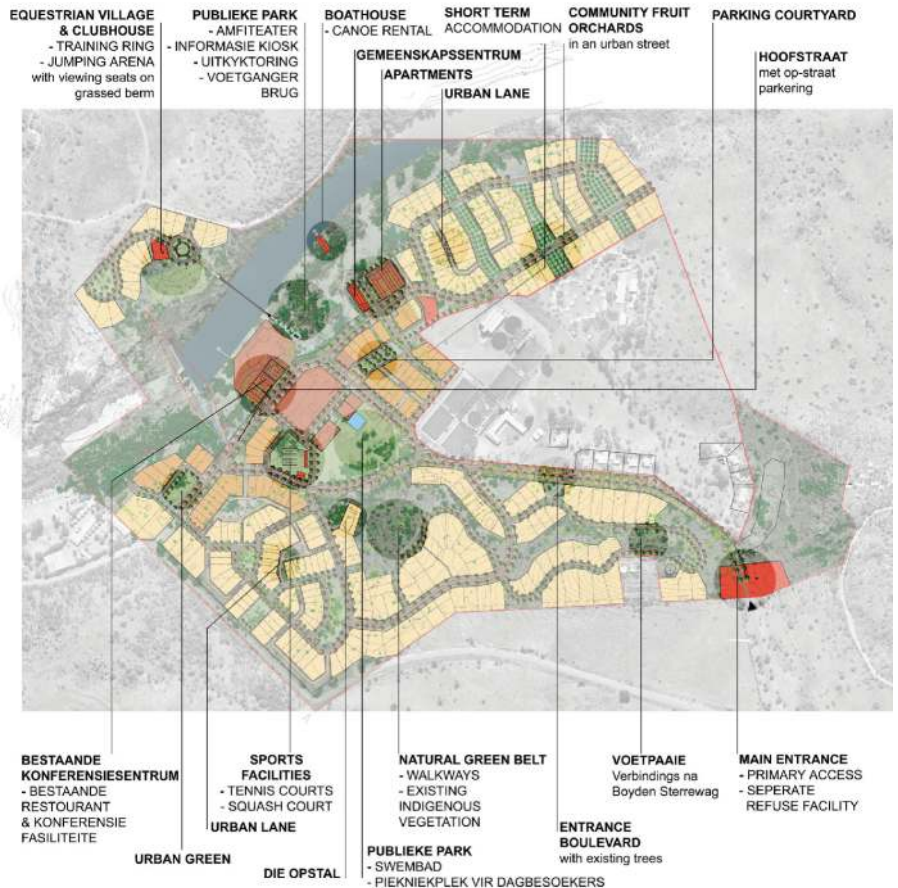 EQUESTRIAN VILLAGE
& CLUBHOUSE
- TRAINING RING
- JUMPING ARENA
with viewing seats on
grassed berm
PUBLIEKE PARK
- AMFITEATER
- INFORMASIE KIOSK
- UITKYKTORING
- VOETGANGER
BRUG
BOATHOUSE
- CANOE RENTAL
GEMEENSKAPSSENTRUM
APARTMENTS
URBAN LANE
SHORT TERM
ACCOMMODATION
COMMUNITY FRUIT
ORCHARDS
in an urban street
PARKING COURTYARD
HOOFSTRAAT
met op-straat
parkering
BESTAANDE
KONFERENSIESENTRUM
- BESTAANDE
RESTOURANT
& KONFERENSIE
FASILITEITE
URBAN GREEN
SPORTS
FACILITIES
- TENNIS COURTS
- SQUASH COURT
URBAN LANE
DIE OPSTAL
NATURAL GREEN BELT
- WALKWAYS
- EXISTING
INDIGENOUS
VEGETATION
PUBLIEKE PARK
- SWEMBAD
- PIEKNIEKPLEK VIR DAGBESOEKERS
ENTRANCE
BOULEVARD
with existing trees
VOETPAAIE
Verbindings na
Boyden Sterrewag
MAIN ENTRANCE
- PRIMARY ACCESS
- SEPERATE
REFUSE FACILITY